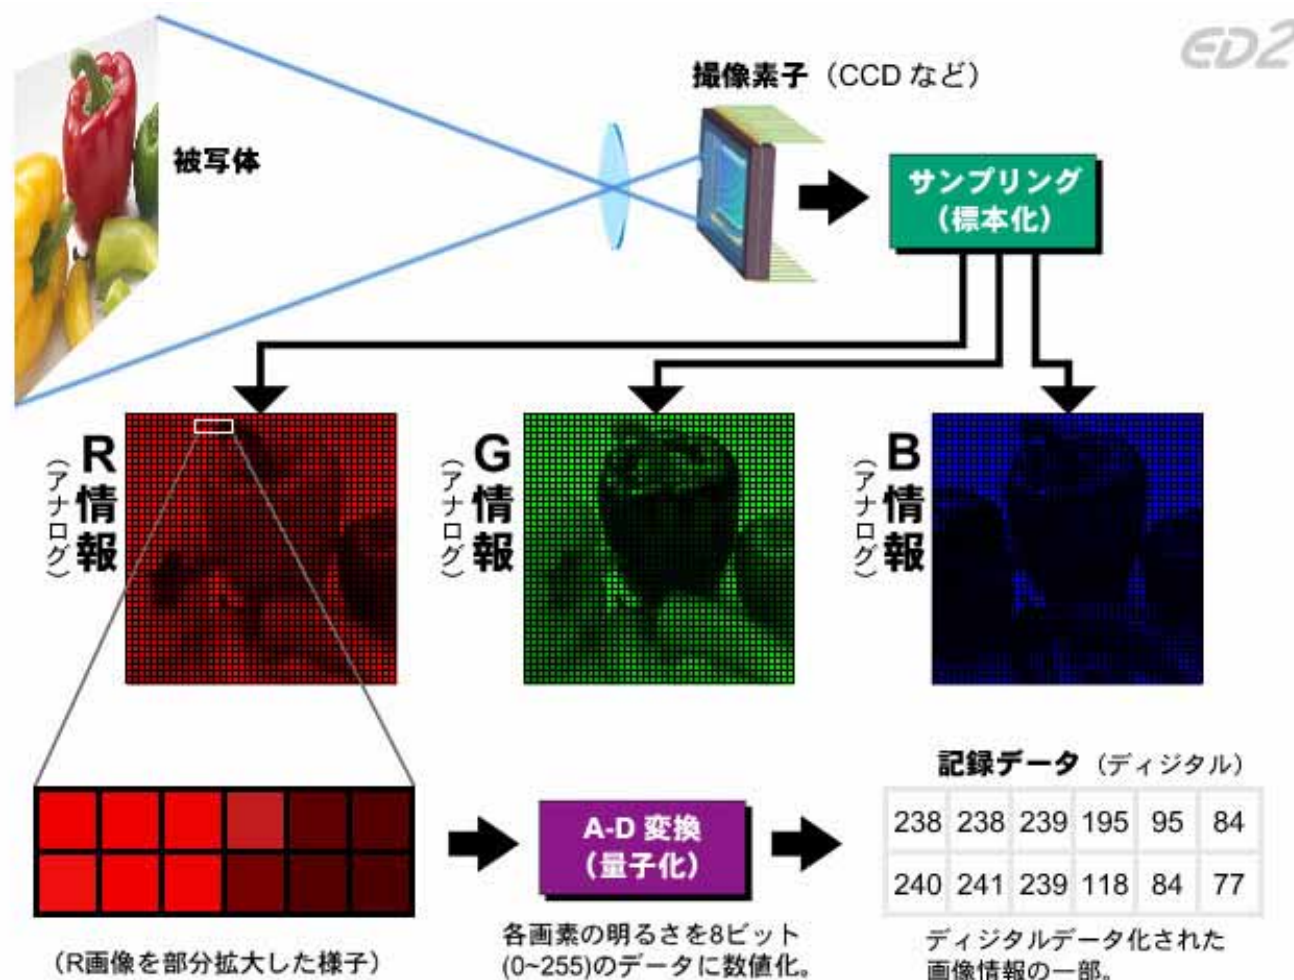 ED2
撮像素子（CCD など）
被写体
サンプリング
（標本化）
R情報
（アナログ）
G情報
（アナログ）
B情報
（アナログ）
記録データ（ディジタル）
A-D 変換
（量子化）
238 238 239 195 95 84
240 241 239 118 84 77
（R画像を部分拡大した様子）
各画素の明るさを8ビット
(0~255)のデータに数値化。
ディジタルデータ化された
画像情報の一部。